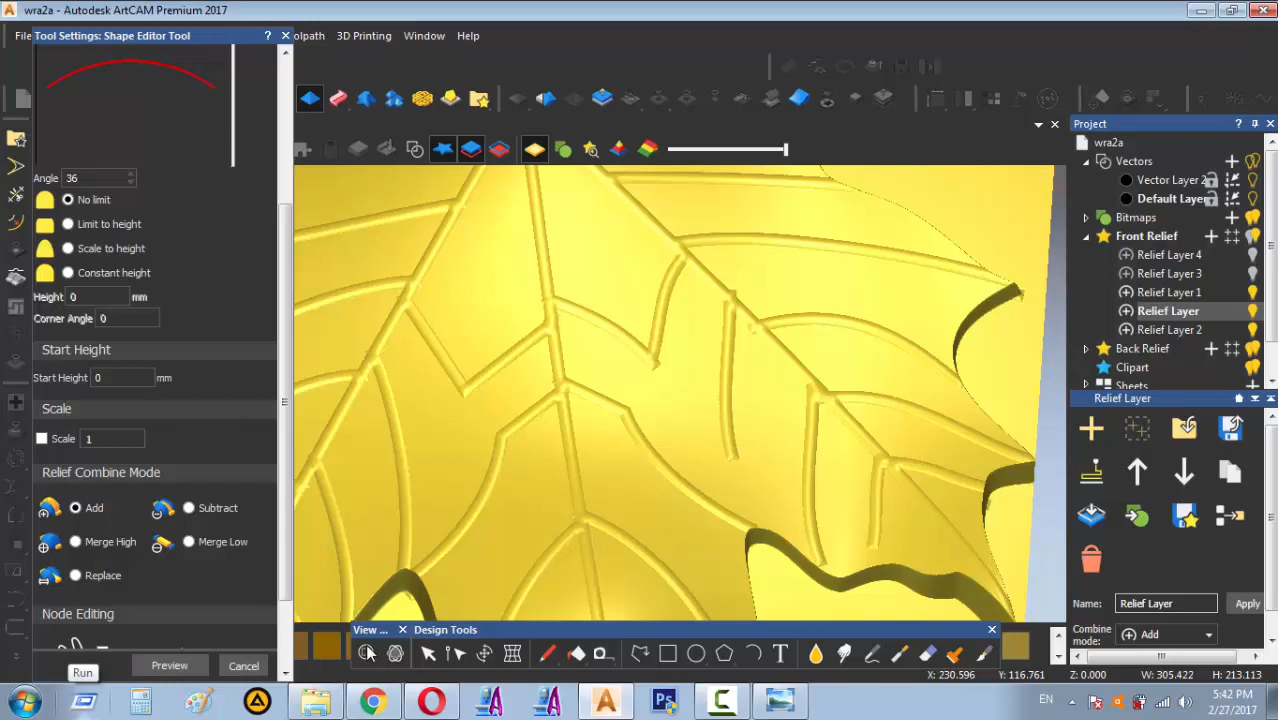 wra2a - Autodesk ArtCAM Premium 2017
Tool Settings: Shape Editor Tool ?
Toolpath 3D Printing Window Help
Angle 36
No limit
Limit to height
Scale to height
Constant height
Height 0 mm
Corner Angle 0
Start Height
Start Height 0 mm
Scale
Scale 1
Relief Combine Mode
Add Subtract
Merge High Merge Low
Replace
Node Editing
Preview Cancel
Run
Project ?
wra2a
Vectors
Vector Layer 2
Default Laye
Bitmaps
Front Relief
Relief Layer 4
Relief Layer 3
Relief Layer 1
Relief Layer
Relief Layer 2
Back Relief
Clipart
Sheets
Relief Layer
Name: Relief Layer Apply
Combine mode: Add
View ... Design Tools
X: 230.596 Y: 116.761 Z: 0.000 W: 305.422 H: 213.113
EN
5:42 PM
2/27/2017